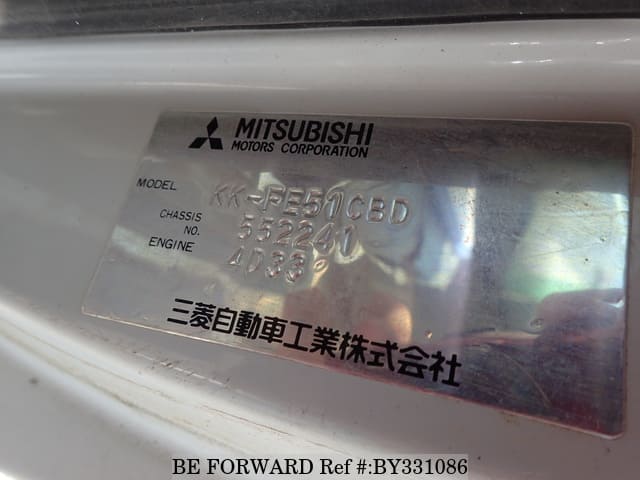 MITSUBISHI
MOTORS CORPORATION
MODEL KK-FE51CBD
CHASSIS NO. 552241
ENGINE 4D33
三菱自動車工業株式会社
BE FORWARD Ref #:BY331086